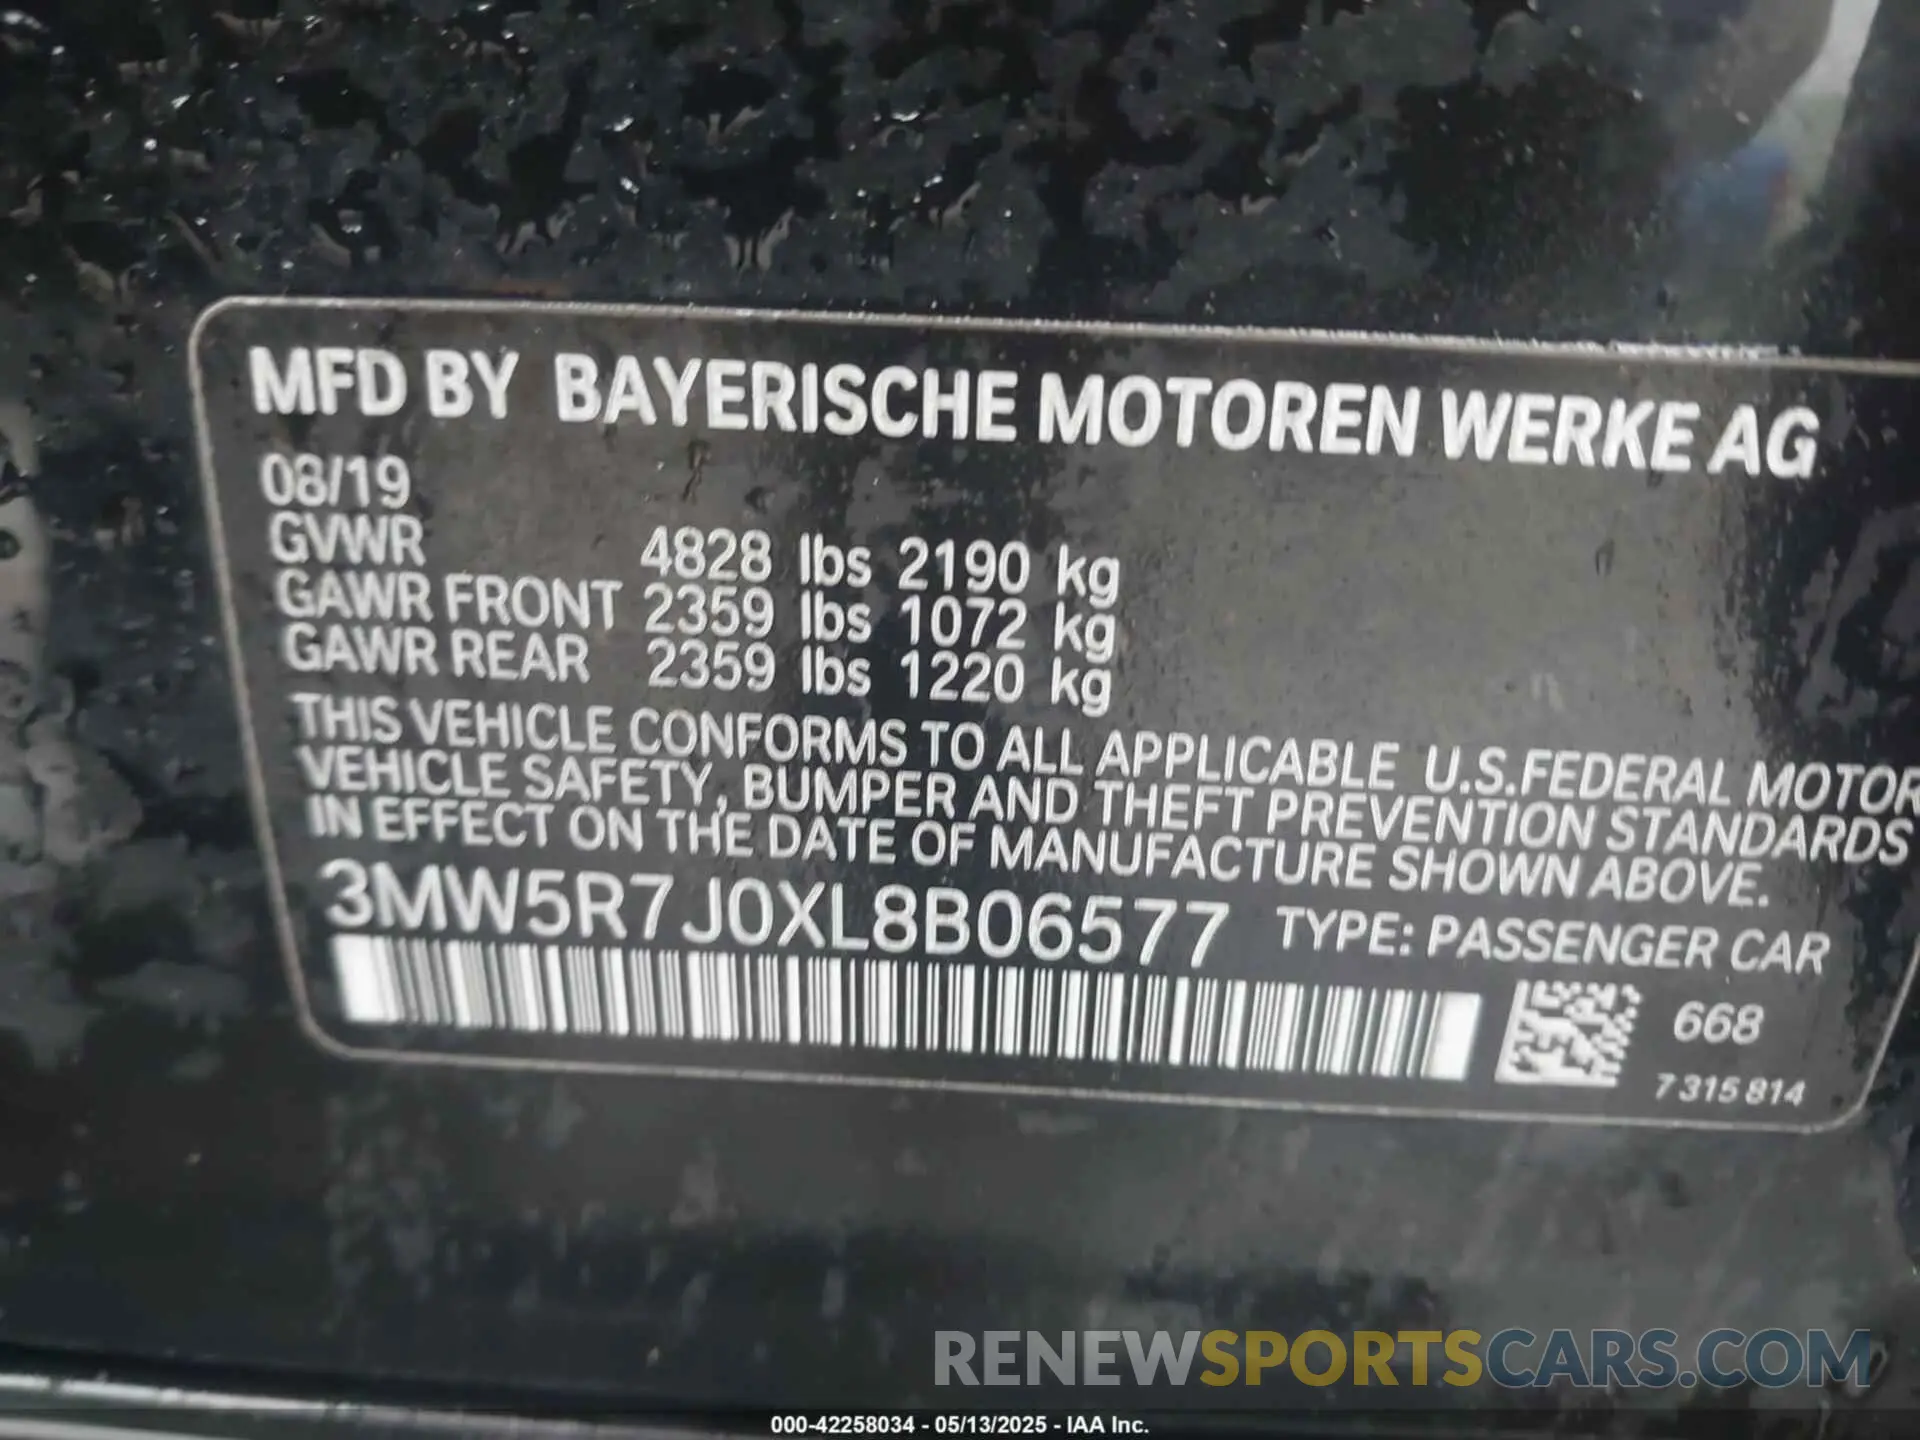 MFD BY BAYERISCHE MOTOREN WERKE AG
08/19
GVWR 4828 lbs 2190 kg
GAWR FRONT 2359 lbs 1072 kg
GAWR REAR 2359 lbs 1220 kg
THIS VEHICLE CONFORMS TO ALL APPLICABLE U.S.FEDERAL MOTOR
VEHICLE SAFETY, BUMPER AND THEFT PREVENTION STANDARDS
IN EFFECT ON THE DATE OF MANUFACTURE SHOWN ABOVE.
3MW5R7J0XL8B06577 TYPE: PASSENGER CAR
668
7 315 814
RENEWSPORTSCARS.COM
000-42258034 - 05/13/2025 - IAA Inc.